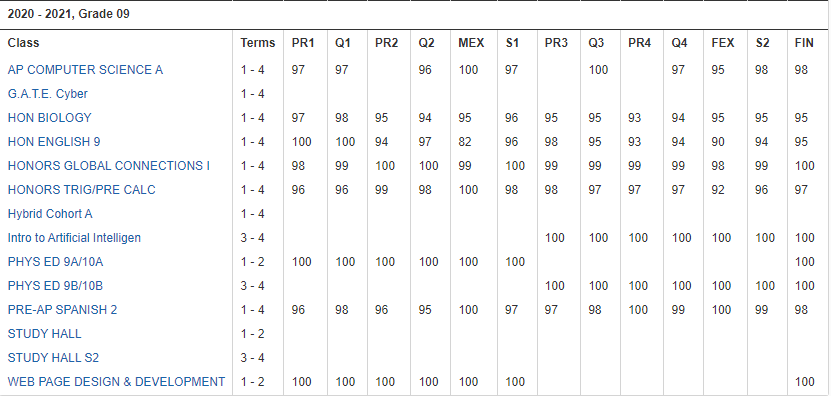 2020 - 2021, Grade 09
Class Terms PR1 Q1 PR2 Q2 MEX S1 PR3 Q3 PR4 Q4 FEX S2 FIN
AP COMPUTER SCIENCE A 1 - 4 97 97 96 100 97 100 97 95 98 98
G.A.T.E. Cyber 1 - 4
HON BIOLOGY 1 - 4 97 98 95 94 95 96 95 95 93 94 95 95 95
HON ENGLISH 9 1 - 4 100 100 94 97 82 96 98 95 93 94 90 94 95
HONORS GLOBAL CONNECTIONS I 1 - 4 98 99 100 100 99 100 99 99 99 99 98 99 100
HONORS TRIG/PRE CALC 1 - 4 96 96 99 98 100 98 98 97 97 97 92 96 97
Hybrid Cohort A 1 - 4
Intro to Artificial Intelligen 3 - 4 100 100 100 100 100 100 100
PHYS ED 9A/10A 1 - 2 100 100 100 100 100 100 100
PHYS ED 9B/10B 3 - 4 100 100 100 100 100 100 100
PRE-AP SPANISH 2 1 - 4 96 98 96 95 100 97 97 98 100 99 100 99 98
STUDY HALL 1 - 2
STUDY HALL S2 3 - 4
WEB PAGE DESIGN & DEVELOPMENT 1 - 2 100 100 100 100 100 100 100